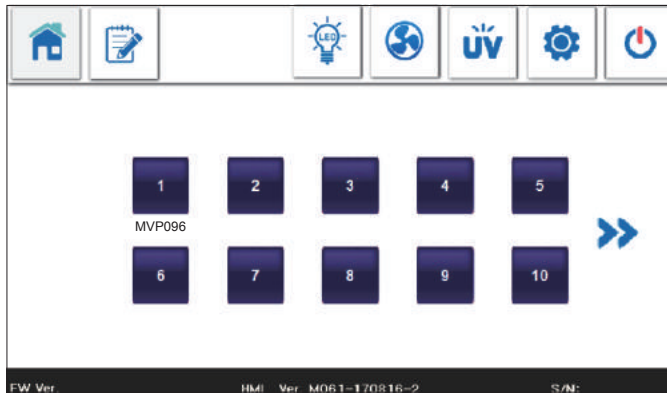 LED
UV
1 2 3 4 5
MVP096
6 7 8 9 10
FW Ver. HMI Ver M061-170816-2 S/N: